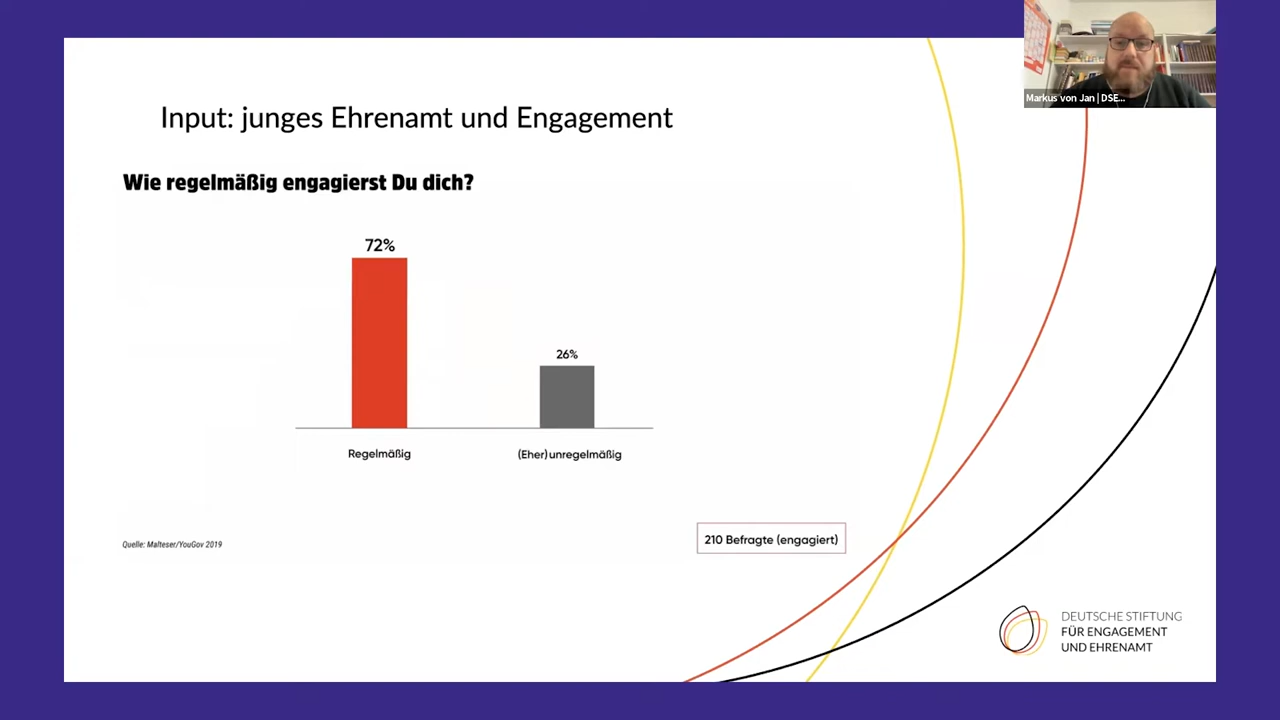 Markus von Jan | DSE...
Input: junges Ehrenamt und Engagement
Wie regelmäßig engagierst Du dich?
72%
26%
Regelmäßig
(Eher) unregelmäßig
210 Befragte (engagiert)
Quelle: Malteser/YouGov 2019
DEUTSCHE STIFTUNG
FÜR ENGAGEMENT
UND EHRENAMT